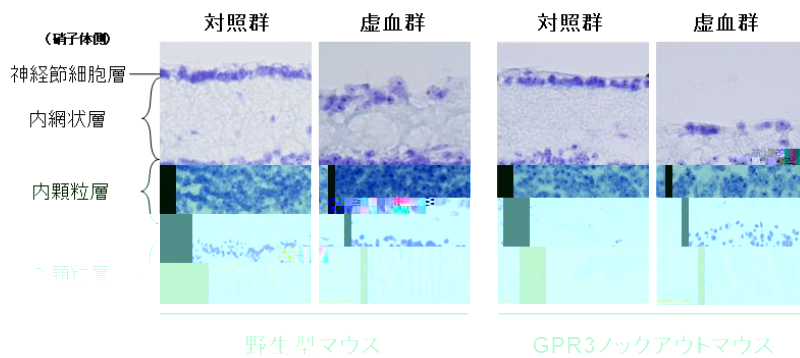 対照群 虚血群 対照群 虚血群
(硝子体側)
神経節細胞層
内網状層
内顆粒層
野生型マウス GPR3ノックアウトマウス